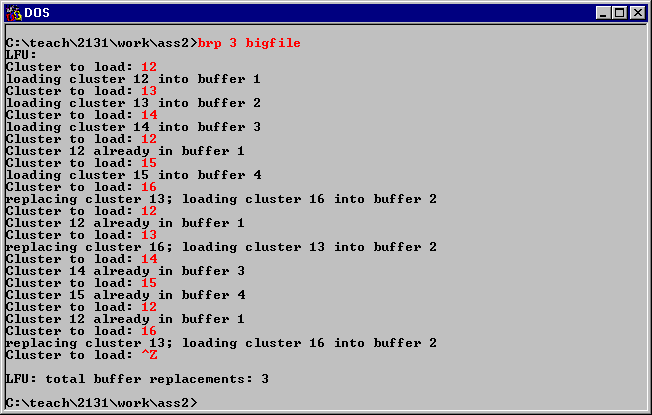 DOS
C:\teach\2131\work\ass2>brp 3 bigfile
LFU:
Cluster to load: 12
loading cluster 12 into buffer 1
Cluster to load: 13
loading cluster 13 into buffer 2
Cluster to load: 14
loading cluster 14 into buffer 3
Cluster to load: 12
Cluster 12 already in buffer 1
Cluster to load: 15
loading cluster 15 into buffer 4
Cluster to load: 16
replacing cluster 13; loading cluster 16 into buffer 2
Cluster to load: 12
Cluster 12 already in buffer 1
Cluster to load: 13
replacing cluster 16; loading cluster 13 into buffer 2
Cluster to load: 14
Cluster 14 already in buffer 3
Cluster to load: 15
Cluster 15 already in buffer 4
Cluster to load: 12
Cluster 12 already in buffer 1
Cluster to load: 16
replacing cluster 13; loading cluster 16 into buffer 2
Cluster to load: ^Z
LFU: total buffer replacements: 3
C:\teach\2131\work\ass2>